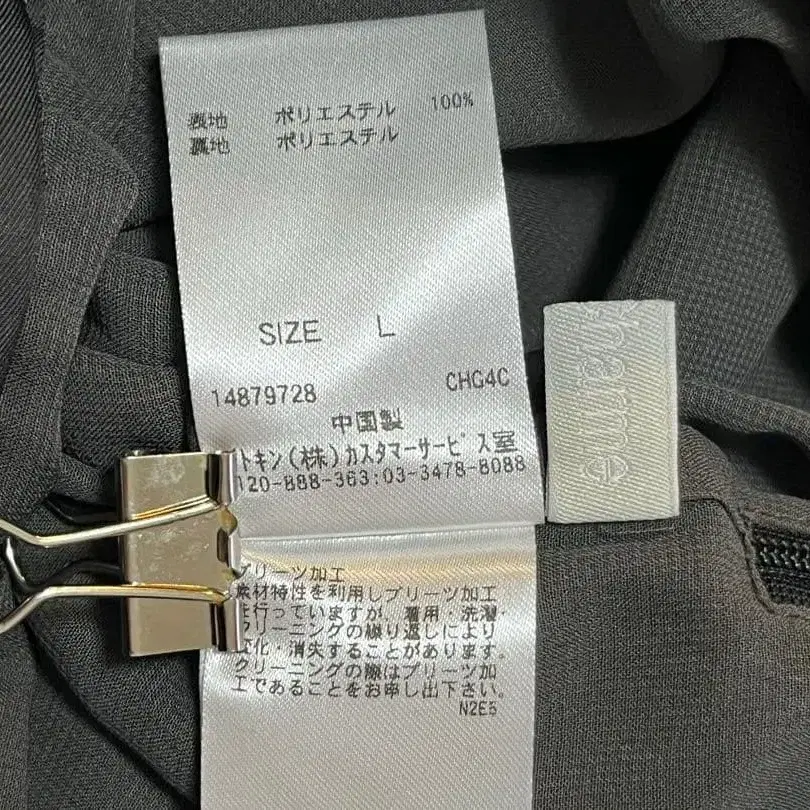 表地 ポリエステル 100%
裏地 ポリエステル
SIZE L
14879728 CHG4C
中国製
トキン(株)カスタマーサービス室
120-888-363:03-3478-8088
charme
プリーツ加工
素材特性を利用しプリーツ加工
を行っていますが、着用・洗濯・
クリーニングの繰り返しにより
変化・消失することがあります。
クリーニングの際はプリーツ加
工であることをお申し出下さい。
N2E5